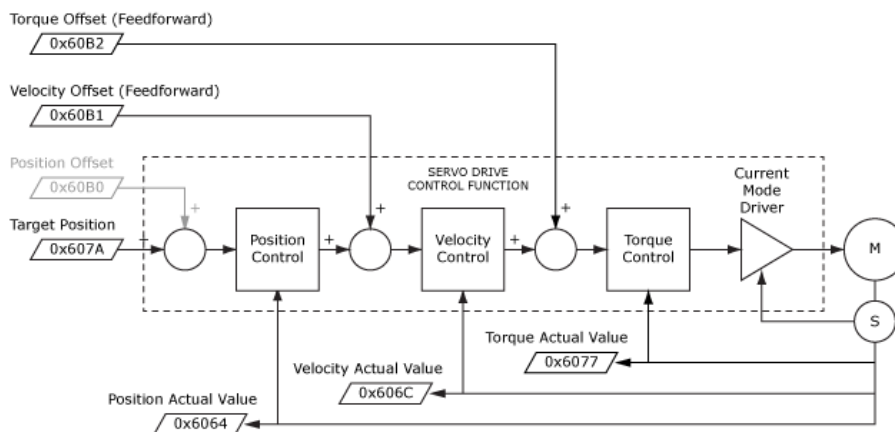 Torque Offset (Feedforward)
0x60B2
Velocity Offset (Feedforward)
0x60B1
Position Offset
0x60B0
Target Position
0x607A
SERVO DRIVE
CONTROL FUNCTION
Current
Mode
Driver
+
+
+
+
+
+
Position
Control
Velocity
Control
Torque
Control
M
S
Torque Actual Value
0x6077
Velocity Actual Value
0x606C
Position Actual Value
0x6064